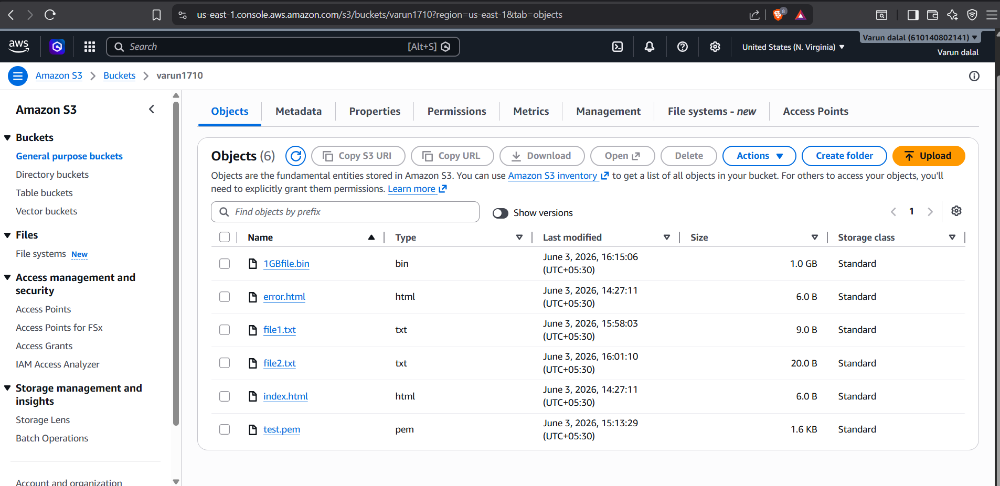 us-east-1.console.aws.amazon.com/s3/buckets/varun1710?region=us-east-1&tab=objects
8
aws
Search
[Alt+S]
United States (N. Virginia)
Varun dalal (610140802141)
Varun dalal
Amazon S3
Buckets
varun1710
Amazon S3
Buckets
General purpose buckets
Directory buckets
Table buckets
Vector buckets
Files
File systems New
Access management and
security
Access Points
Access Points for FSx
Access Grants
IAM Access Analyzer
Storage management and
insights
Storage Lens
Batch Operations
Account and organization
Objects Metadata Properties Permissions Metrics Management File systems - new Access Points
Objects (6) Copy S3 URI Copy URL Download Open Delete Actions Create folder Upload
Objects are the fundamental entities stored in Amazon S3. You can use Amazon S3 inventory to get a list of all objects in your bucket. For others to access your objects, you'll
need to explicitly grant them permissions. Learn more
Find objects by prefix
Show versions
1
Name Type Last modified Size Storage class
1GBfile.bin bin June 3, 2026, 16:15:06 (UTC+05:30) 1.0 GB Standard
error.html html June 3, 2026, 14:27:11 (UTC+05:30) 6.0 B Standard
file1.txt txt June 3, 2026, 15:58:03 (UTC+05:30) 9.0 B Standard
file2.txt txt June 3, 2026, 16:01:10 (UTC+05:30) 20.0 B Standard
index.html html June 3, 2026, 14:27:11 (UTC+05:30) 6.0 B Standard
test.pem pem June 3, 2026, 15:13:29 (UTC+05:30) 1.6 KB Standard